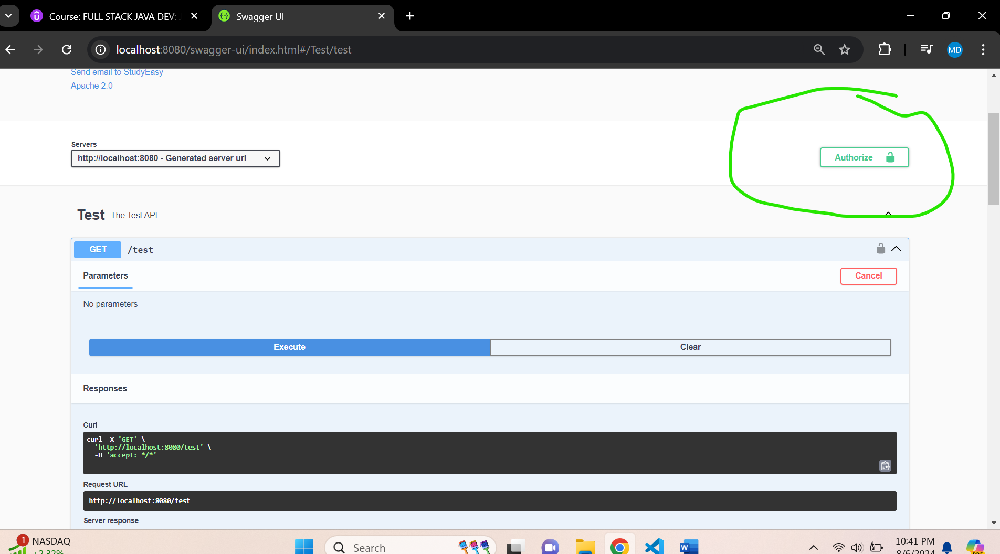 Course: FULL STACK JAVA DEV:
Swagger UI
localhost:8080/swagger-ui/index.html#/Test/test
MD
Send email to StudyEasy
Apache 2.0
Servers
http://localhost:8080 - Generated server url
Authorize
Test The Test API.
GET /test
Parameters
Cancel
No parameters
Execute
Clear
Responses
Curl
curl -X 'GET' \
'http://localhost:8080/test' \
-H 'accept: */*'
Request URL
http://localhost:8080/test
Server response
1
NASDAQ
+2.32%
Search
10:41 PM
8/6/2024